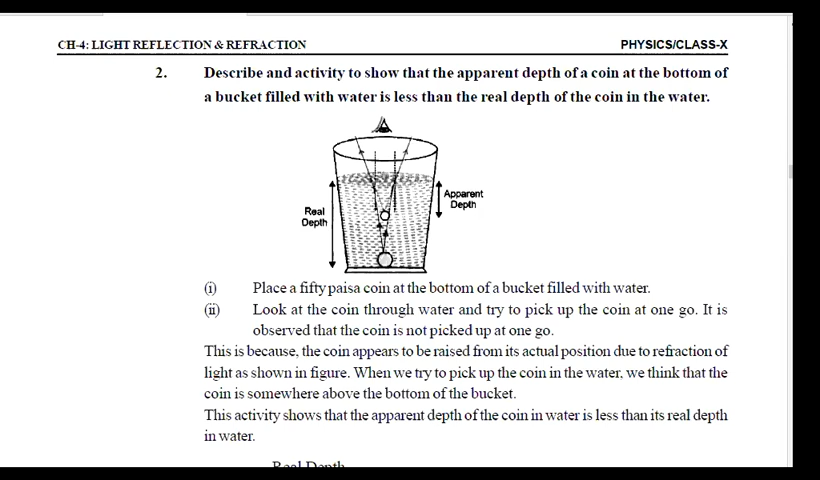 CH-4: LIGHT REFLECTION & REFRACTION PHYSICS/CLASS-X
2. Describe and activity to show that the apparent depth of a coin at the bottom of
a bucket filled with water is less than the real depth of the coin in the water.
Real
Depth
Apparent
Depth
(i) Place a fifty paisa coin at the bottom of a bucket filled with water.
(ii) Look at the coin through water and try to pick up the coin at one go. It is
observed that the coin is not picked up at one go.
This is because, the coin appears to be raised from its actual position due to refraction of
light as shown in figure. When we try to pick up the coin in the water, we think that the
coin is somewhere above the bottom of the bucket.
This activity shows that the apparent depth of the coin in water is less than its real depth
in water.
Real Depth